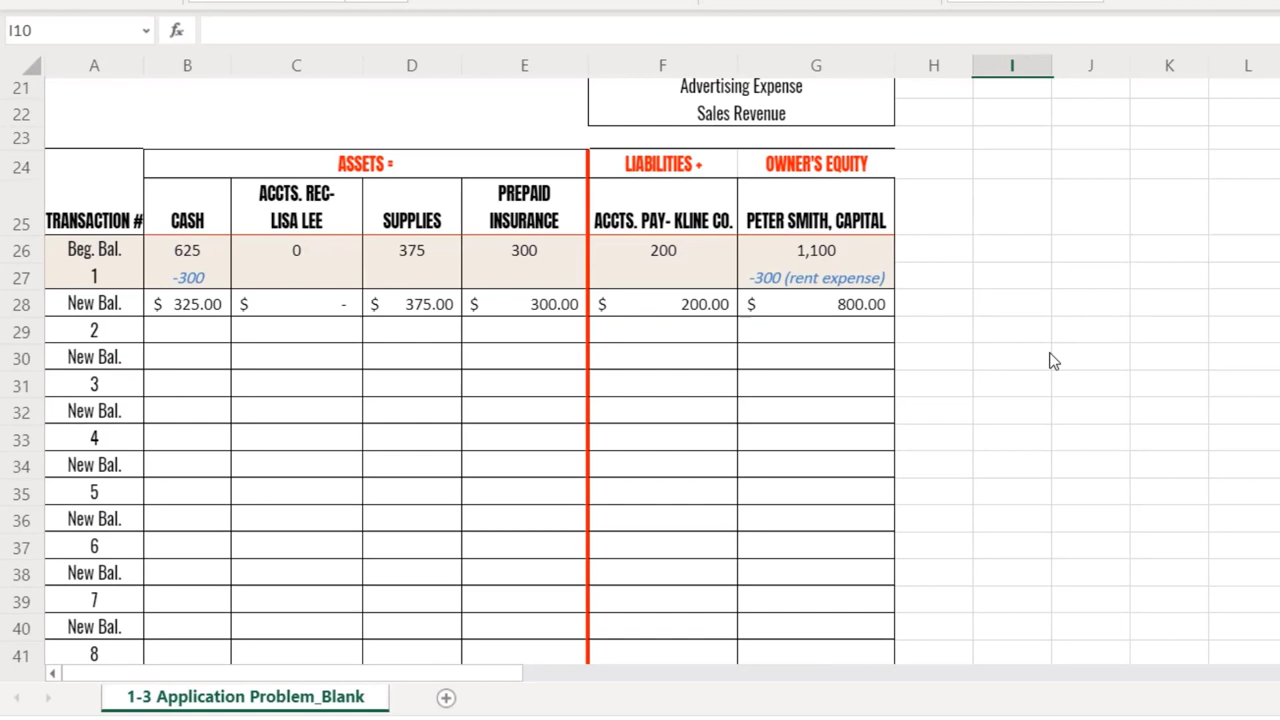 I10 fx
A B C D E F G H I J K L
21 Advertising Expense
22 Sales Revenue
23
24 ASSETS = LIABILITIES + OWNER'S EQUITY
ACCTS. REC- PREPAID
25 TRANSACTION # CASH LISA LEE SUPPLIES INSURANCE ACCTS. PAY- KLINE CO. PETER SMITH, CAPITAL
26 Beg. Bal. 625 0 375 300 200 1,100
27 1 -300 -300 (rent expense)
28 New Bal. $ 325.00 $ - $ 375.00 $ 300.00 $ 200.00 $ 800.00
29 2
30 New Bal.
31 3
32 New Bal.
33 4
34 New Bal.
35 5
36 New Bal.
37 6
38 New Bal.
39 7
40 New Bal.
41 8
1-3 Application Problem_Blank